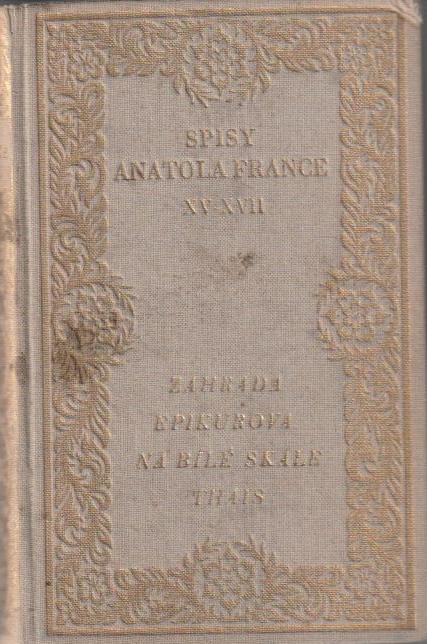 SPISY
ANATOLA FRANCE
XV-XVII
ZAHRADA
EPIKUROVA
NA BÍLÉ SKÁLE
THAIS